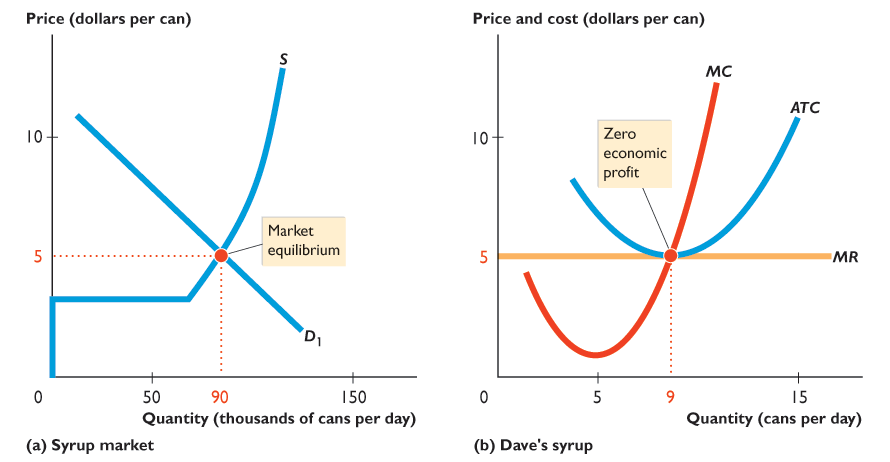 Price (dollars per can)
S
10
Market
equilibrium
5
D1
0
50
90
150
Quantity (thousands of cans per day)
(a) Syrup market
Price and cost (dollars per can)
MC
ATC
10
Zero
economic
profit
5
MR
0
5
9
15
Quantity (cans per day)
(b) Dave's syrup